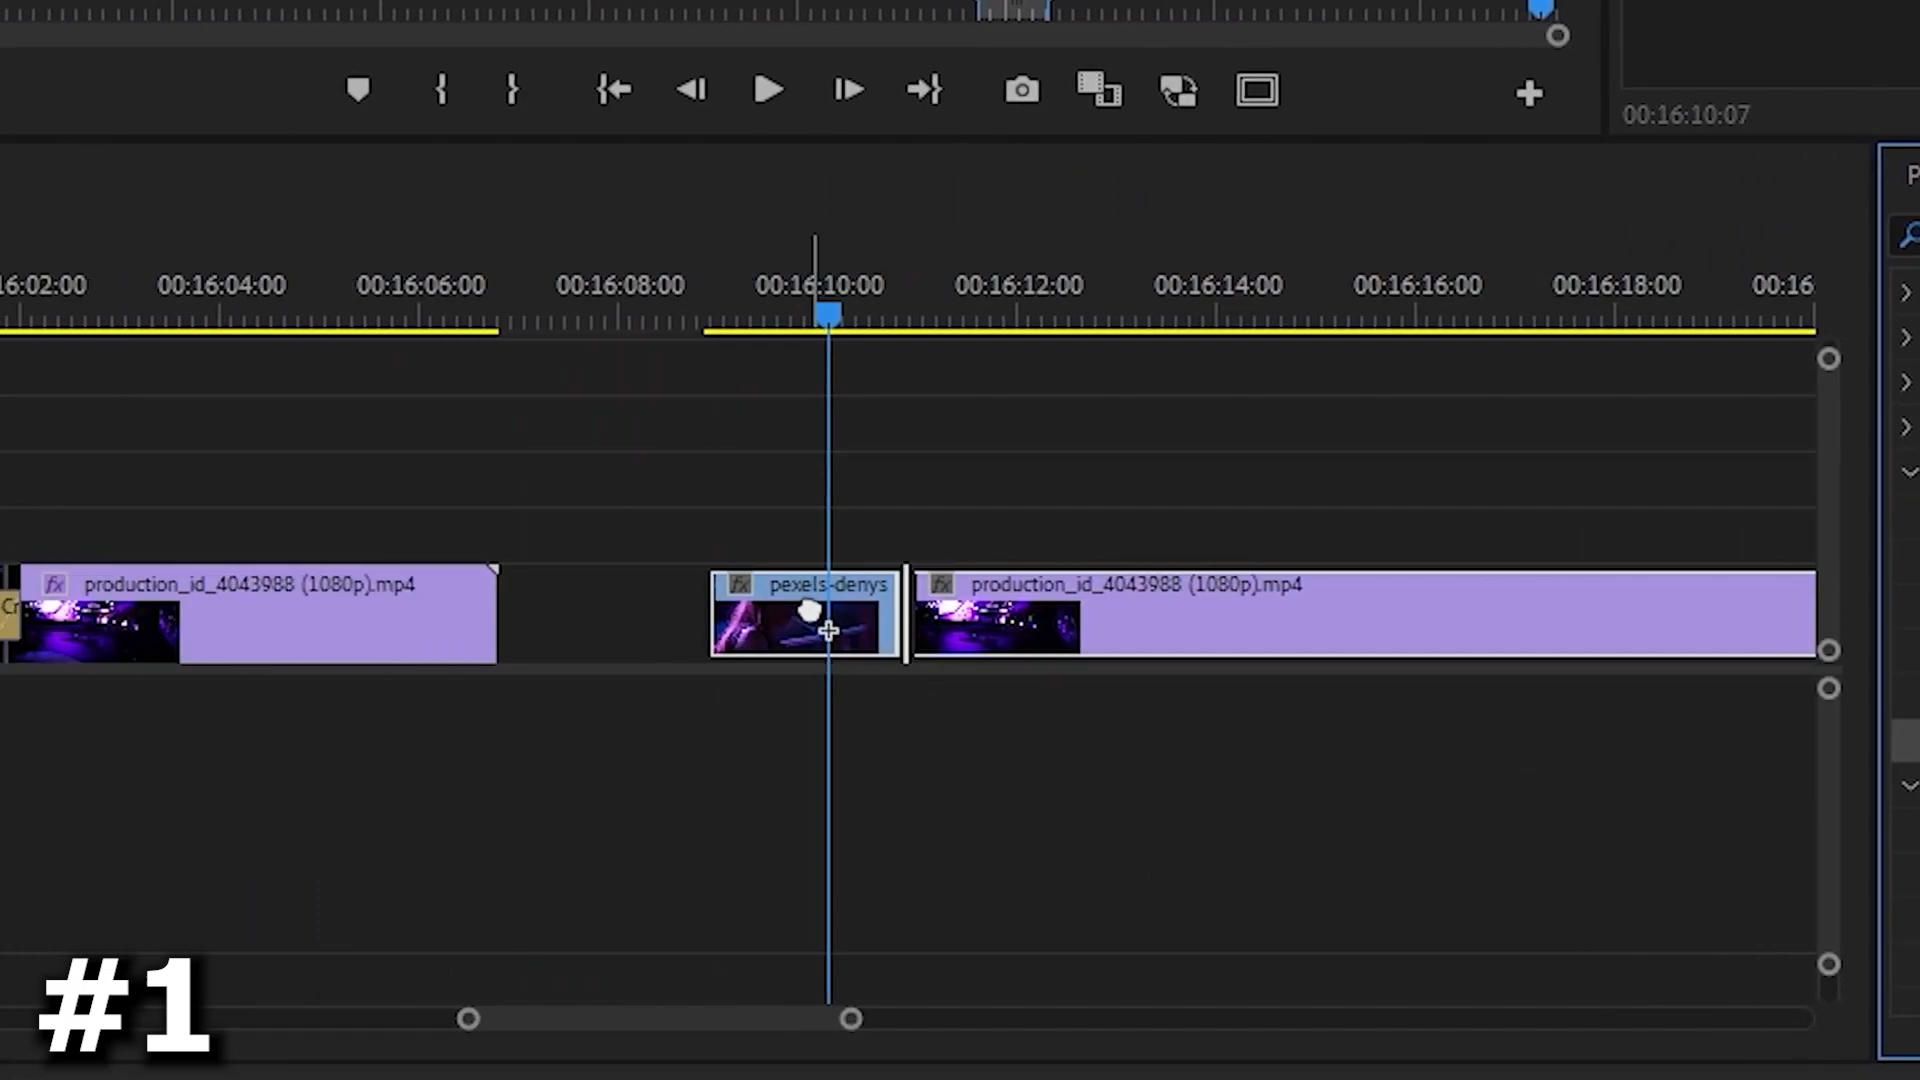 00:16:10:07
P
16:02:00 00:16:04:00 00:16:06:00 00:16:08:00 00:16:10:00 00:16:12:00 00:16:14:00 00:16:16:00 00:16:18:00 00:16
fx production_id_4043988 (1080p).mp4 fx pexels-denys fx production_id_4043988 (1080p).mp4
Cr
#1